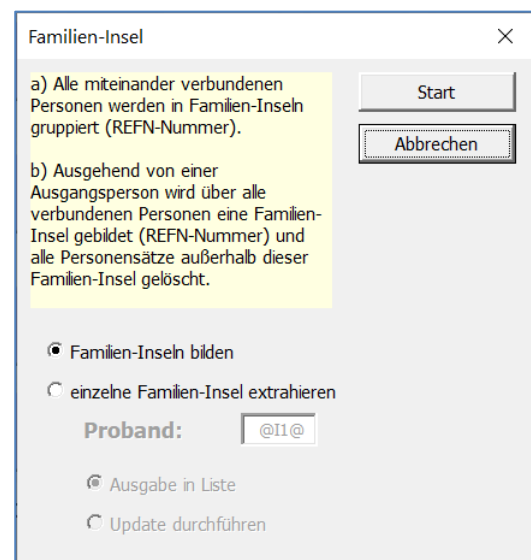 Familien-Insel
a) Alle miteinander verbundenen
Personen werden in Familien-Inseln
gruppiert (REFN-Nummer).
b) Ausgehend von einer
Ausgangsperson wird über alle
verbundenen Personen eine Familien-
Insel gebildet (REFN-Nummer) und
alle Personensätze außerhalb dieser
Familien-Insel gelöscht.
Start
Abbrechen
Familien-Inseln bilden
einzelne Familien-Insel extrahieren
Proband: @I1@
Ausgabe in Liste
Update durchführen